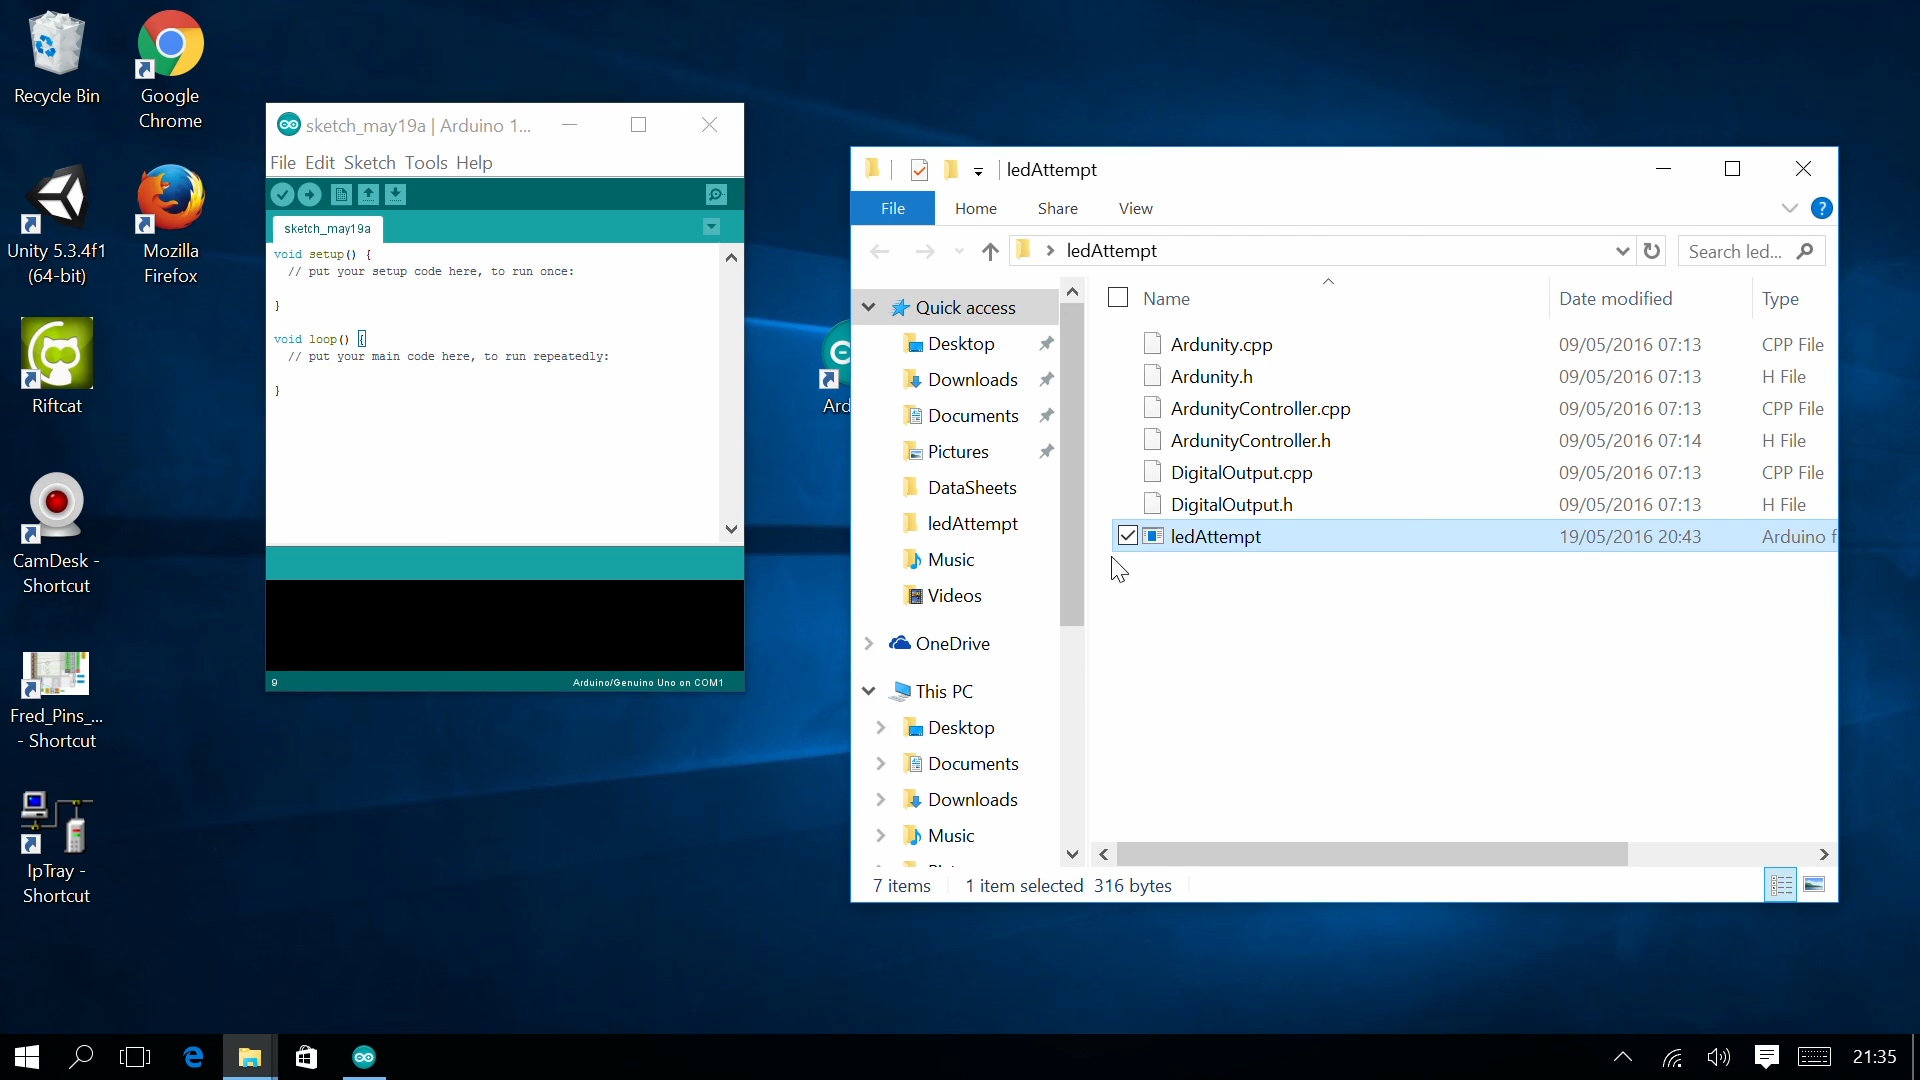 Recycle Bin
Google
Chrome
Unity 5.3.4f1
(64-bit)
Mozilla
Firefox
Riftcat
CamDesk -
Shortcut
Fred_Pins_...
- Shortcut
IpTray -
Shortcut
Ard
sketch_may19a | Arduino 1...
File Edit Sketch Tools Help
sketch_may19a
void setup() {
// put your setup code here, to run once:
}
void loop() {
// put your main code here, to run repeatedly:
}
9
Arduino/Genuino Uno on COM1
ledAttempt
File Home Share View
ledAttempt
Search led...
Quick access
Desktop
Downloads
Documents
Pictures
DataSheets
ledAttempt
Music
Videos
OneDrive
This PC
Desktop
Documents
Downloads
Music
Name Date modified Type
Ardunity.cpp 09/05/2016 07:13 CPP File
Ardunity.h 09/05/2016 07:13 H File
ArdunityController.cpp 09/05/2016 07:13 CPP File
ArdunityController.h 09/05/2016 07:14 H File
DigitalOutput.cpp 09/05/2016 07:13 CPP File
DigitalOutput.h 09/05/2016 07:13 H File
ledAttempt 19/05/2016 20:43 Arduino f
7 items 1 item selected 316 bytes
21:35